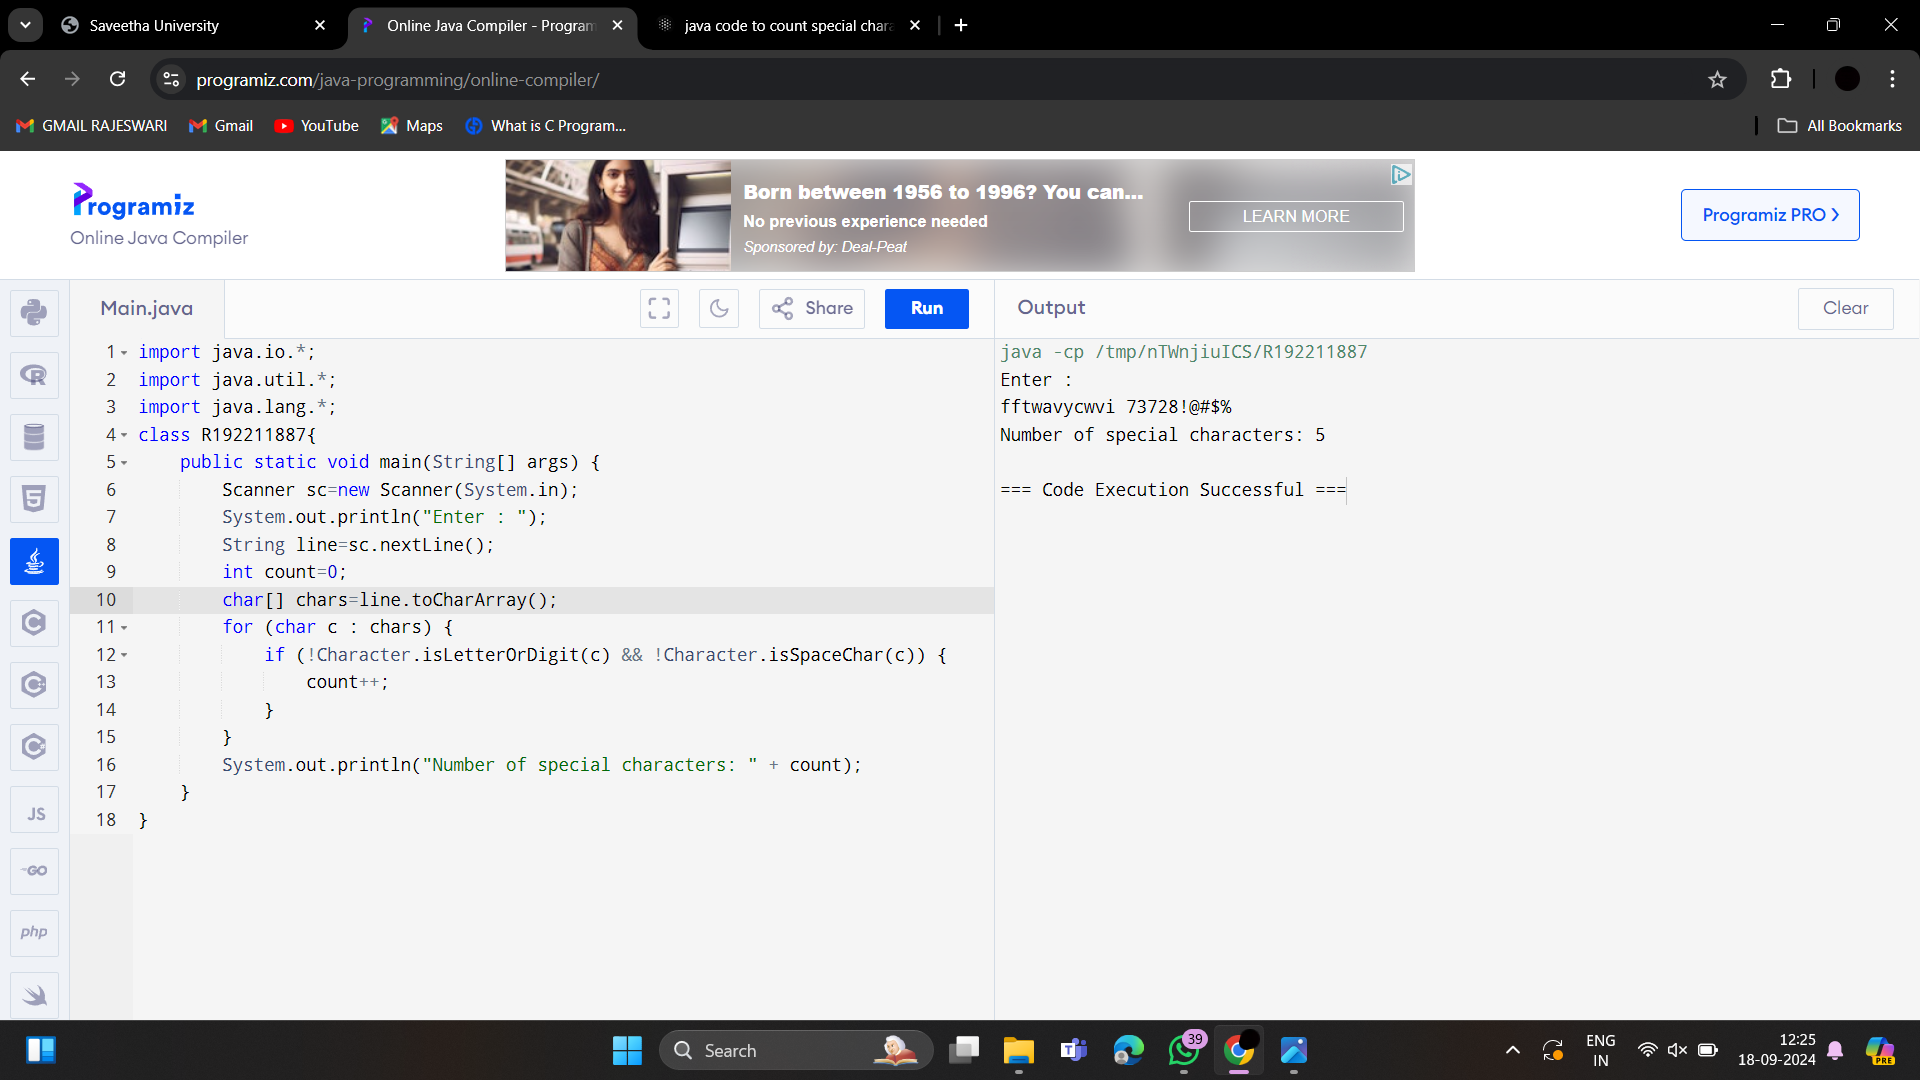 Saveetha University
Online Java Compiler - Program
java code to count special chara
programiz.com/java-programming/online-compiler/
GMAIL RAJESWARI
Gmail
YouTube
Maps
What is C Program...
All Bookmarks
Programiz
Online Java Compiler
Born between 1956 to 1996? You can...
No previous experience needed
Sponsored by: Deal-Peat
LEARN MORE
Programiz PRO >
Main.java
Share
Run
Output
Clear
1 import java.io.*;
2 import java.util.*;
3 import java.lang.*;
4 class R192211887{
5 public static void main(String[] args) {
6 Scanner sc=new Scanner(System.in);
7 System.out.println("Enter : ");
8 String line=sc.nextLine();
9 int count=0;
10 char[] chars=line.toCharArray();
11 for (char c : chars) {
12 if (!Character.isLetterOrDigit(c) && !Character.isSpaceChar(c)) {
13 count++;
14 }
15 }
16 System.out.println("Number of special characters: " + count);
17 }
18 }
java -cp /tmp/nTWnjiuICS/R192211887
Enter :
fftwavycwvi 73728!@#$%
Number of special characters: 5
=== Code Execution Successful ===
R
5
C
C
C
JS
GO
php
Search
39
ENG
IN
12:25
18-09-2024
PRE